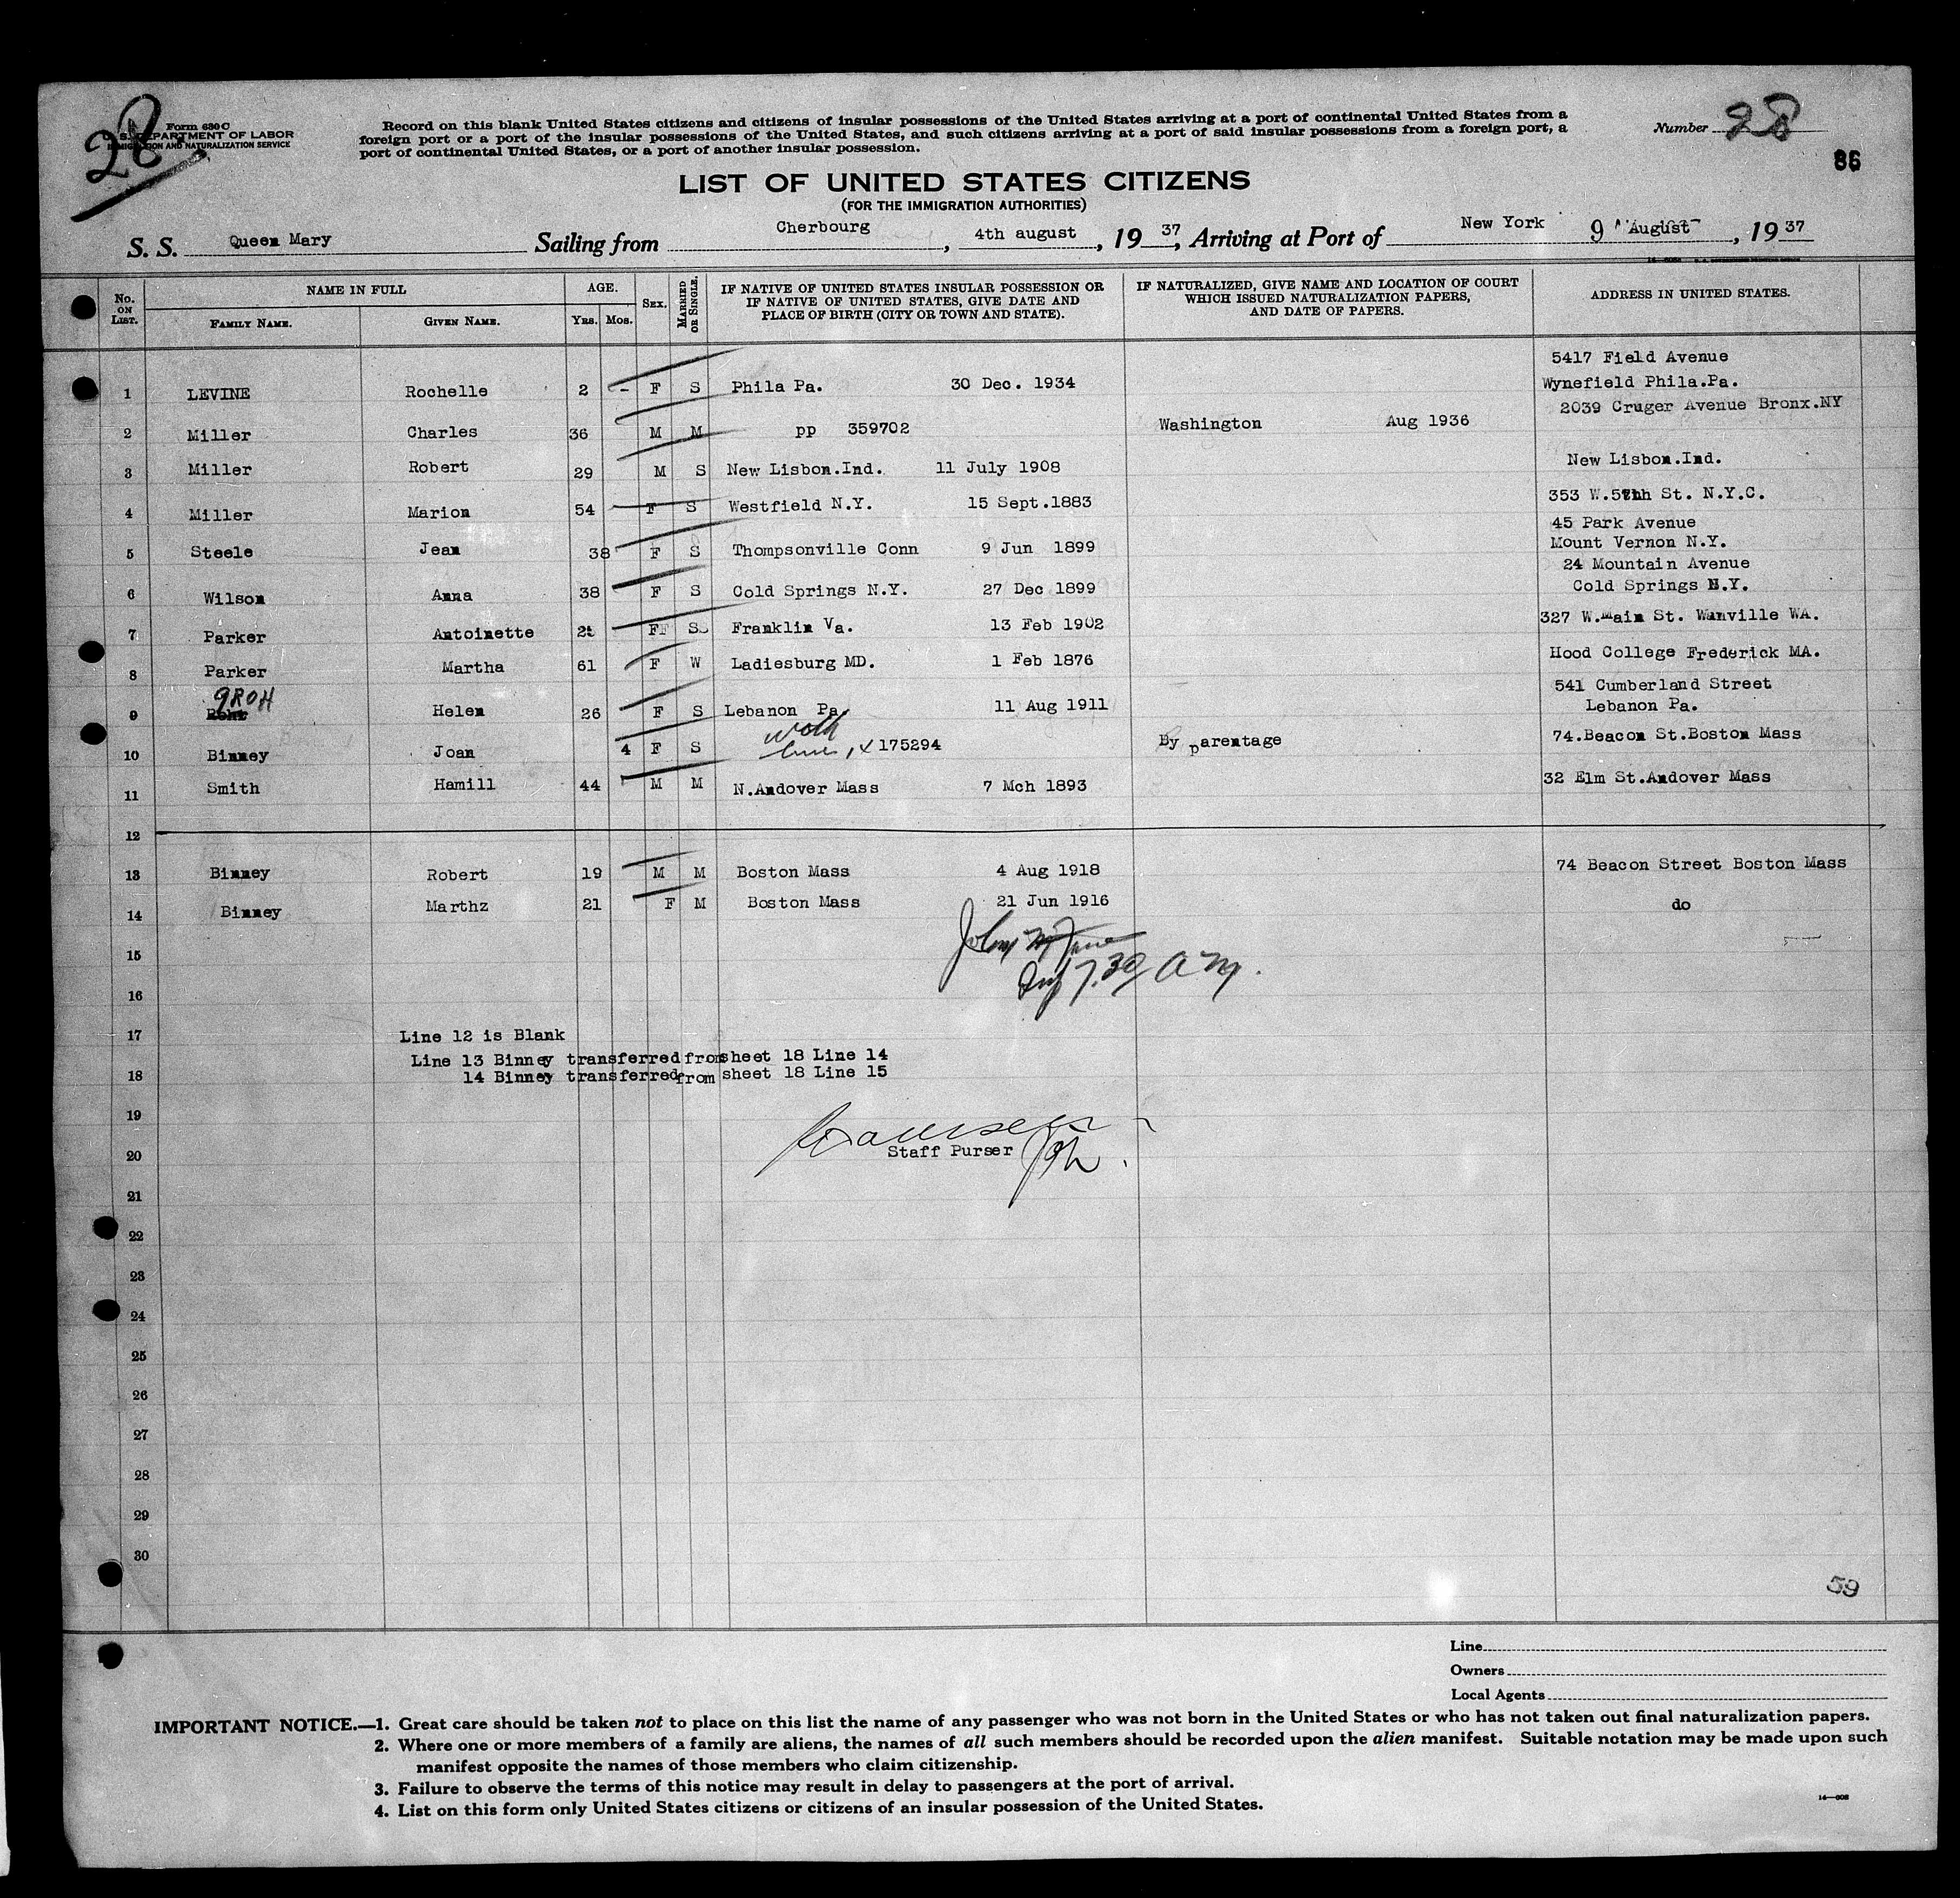 28
Form 630 C
U. S. DEPARTMENT OF LABOR
IMMIGRATION AND NATURALIZATION SERVICE
Record on this blank United States citizens and citizens of insular possessions of the United States arriving at a port of continental United States from a
foreign port or a port of the insular possessions of the United States, and such citizens arriving at a port of said insular possessions from a foreign port, a
port of continental United States, or a port of another insular possession.
Number 28
86
LIST OF UNITED STATES CITIZENS
(FOR THE IMMIGRATION AUTHORITIES)
S. S. Queen Mary Sailing from Cherbourg, 4th august, 19 37, Arriving at Port of New York 9 August, 19 37
No. ON LIST. NAME IN FULL AGE. SEX. MARRIED OR SINGLE. IF NATIVE OF UNITED STATES INSULAR POSSESSION OR IF NATIVE OF UNITED STATES, GIVE DATE AND PLACE OF BIRTH (CITY OR TOWN AND STATE). IF NATURALIZED, GIVE NAME AND LOCATION OF COURT WHICH ISSUED NATURALIZATION PAPERS, AND DATE OF PAPERS. ADDRESS IN UNITED STATES.
FAMILY NAME. GIVEN NAME. YRS. MOS.
5417 Field Avenue
1 LEVINE Rochelle 2 - F S Phila Pa. 30 Dec. 1934 Wynefield Phila.Pa.
2039 Cruger Avenue Bronx.NY
2 Miller Charles 36 M M pp 359702 Washington Aug 1936
3 Miller Robert 29 M S New Lisbon.Ind. 11 July 1908 New Lisbon.Ind.
4 Miller Marion 54 F S Westfield N.Y. 15 Sept.1883 353 W. St. N.Y.C.
45 Park Avenue
5 Steele Jean 38 F S Thompsonville Conn 9 Jun 1899 Mount Vernon N.Y.
24 Mountain Avenue
6 Wilson Anna 38 F S Cold Springs N.Y. 27 Dec 1899 Cold Springs N.Y.
7 Parker Antoinette F S Franklin Va. 13 Feb 1902 327 W.Main St. WA.
8 Parker Martha 61 F W Ladiesburg MD. 1 Feb 1876 Hood College Frederick MA.
GROH
541 Cumberland Street
9 Helen 26 F S Lebanon Pa. 11 Aug 1911 Lebanon Pa.
10 Binney Joan 4 F S 175294 By parentage 74.Beacon St.Boston Mass
11 Smith Hamill 44 M M N.Andover Mass 7 Mch 1893 32 Elm St.Andover Mass
12
13 Binney Robert 19 M M Boston Mass 4 Aug 1918 74 Beacon Street Boston Mass
14 Binney Marthz 21 F M Boston Mass 21 Jun 1916 do
15
7.30 A M.
16
17 Line 12 is Blank
Line 13 Binney transferred from sheet 18 Line 14
18 14 Binney transferred from sheet 18 Line 15
19
20 Staff Purser
21
22
23
24
25
26
27
28
29
30
59
Line
Owners
Local Agents
IMPORTANT NOTICE.—1. Great care should be taken not to place on this list the name of any passenger who was not born in the United States or who has not taken out final naturalization papers.
2. Where one or more members of a family are aliens, the names of all such members should be recorded upon the alien manifest. Suitable notation may be made upon such
manifest opposite the names of those members who claim citizenship.
3. Failure to observe the terms of this notice may result in delay to passengers at the port of arrival.
4. List on this form only United States citizens or citizens of an insular possession of the United States.